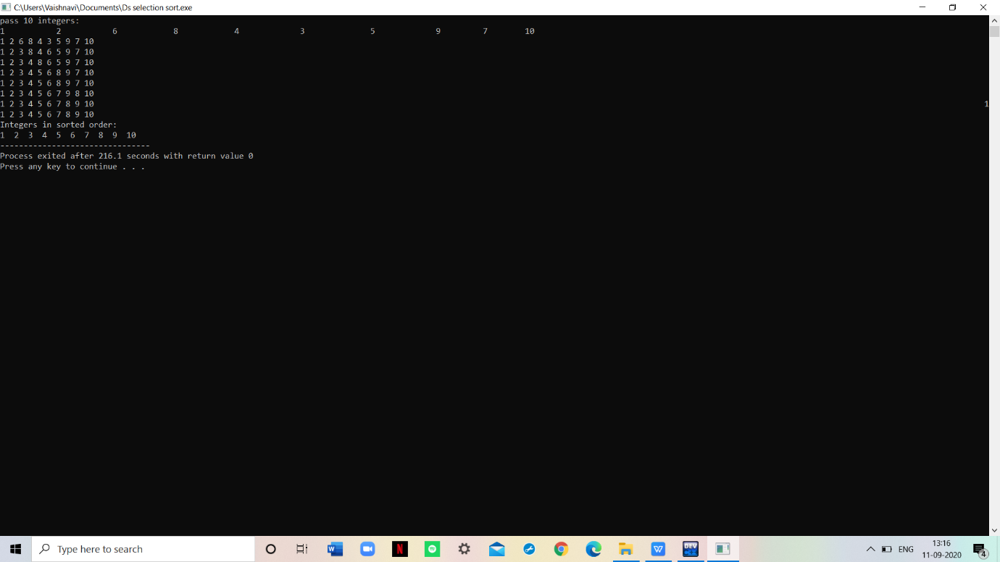 C:\Users\Vaishnavi\Documents\Ds selection sort.exe
pass 10 integers:
1 2 6 8 4 3 5 9 7 10
1 2 6 8 4 3 5 9 7 10
1 2 3 8 4 6 5 9 7 10
1 2 3 4 8 6 5 9 7 10
1 2 3 4 5 6 8 9 7 10
1 2 3 4 5 6 8 9 7 10
1 2 3 4 5 6 7 9 8 10
1 2 3 4 5 6 7 8 9 10 1
1 2 3 4 5 6 7 8 9 10
Integers in sorted order:
1 2 3 4 5 6 7 8 9 10
--------------------------------
Process exited after 216.1 seconds with return value 0
Press any key to continue . . .
Type here to search
W
N
W
DEV
ENG
13:16
11-09-2020
4